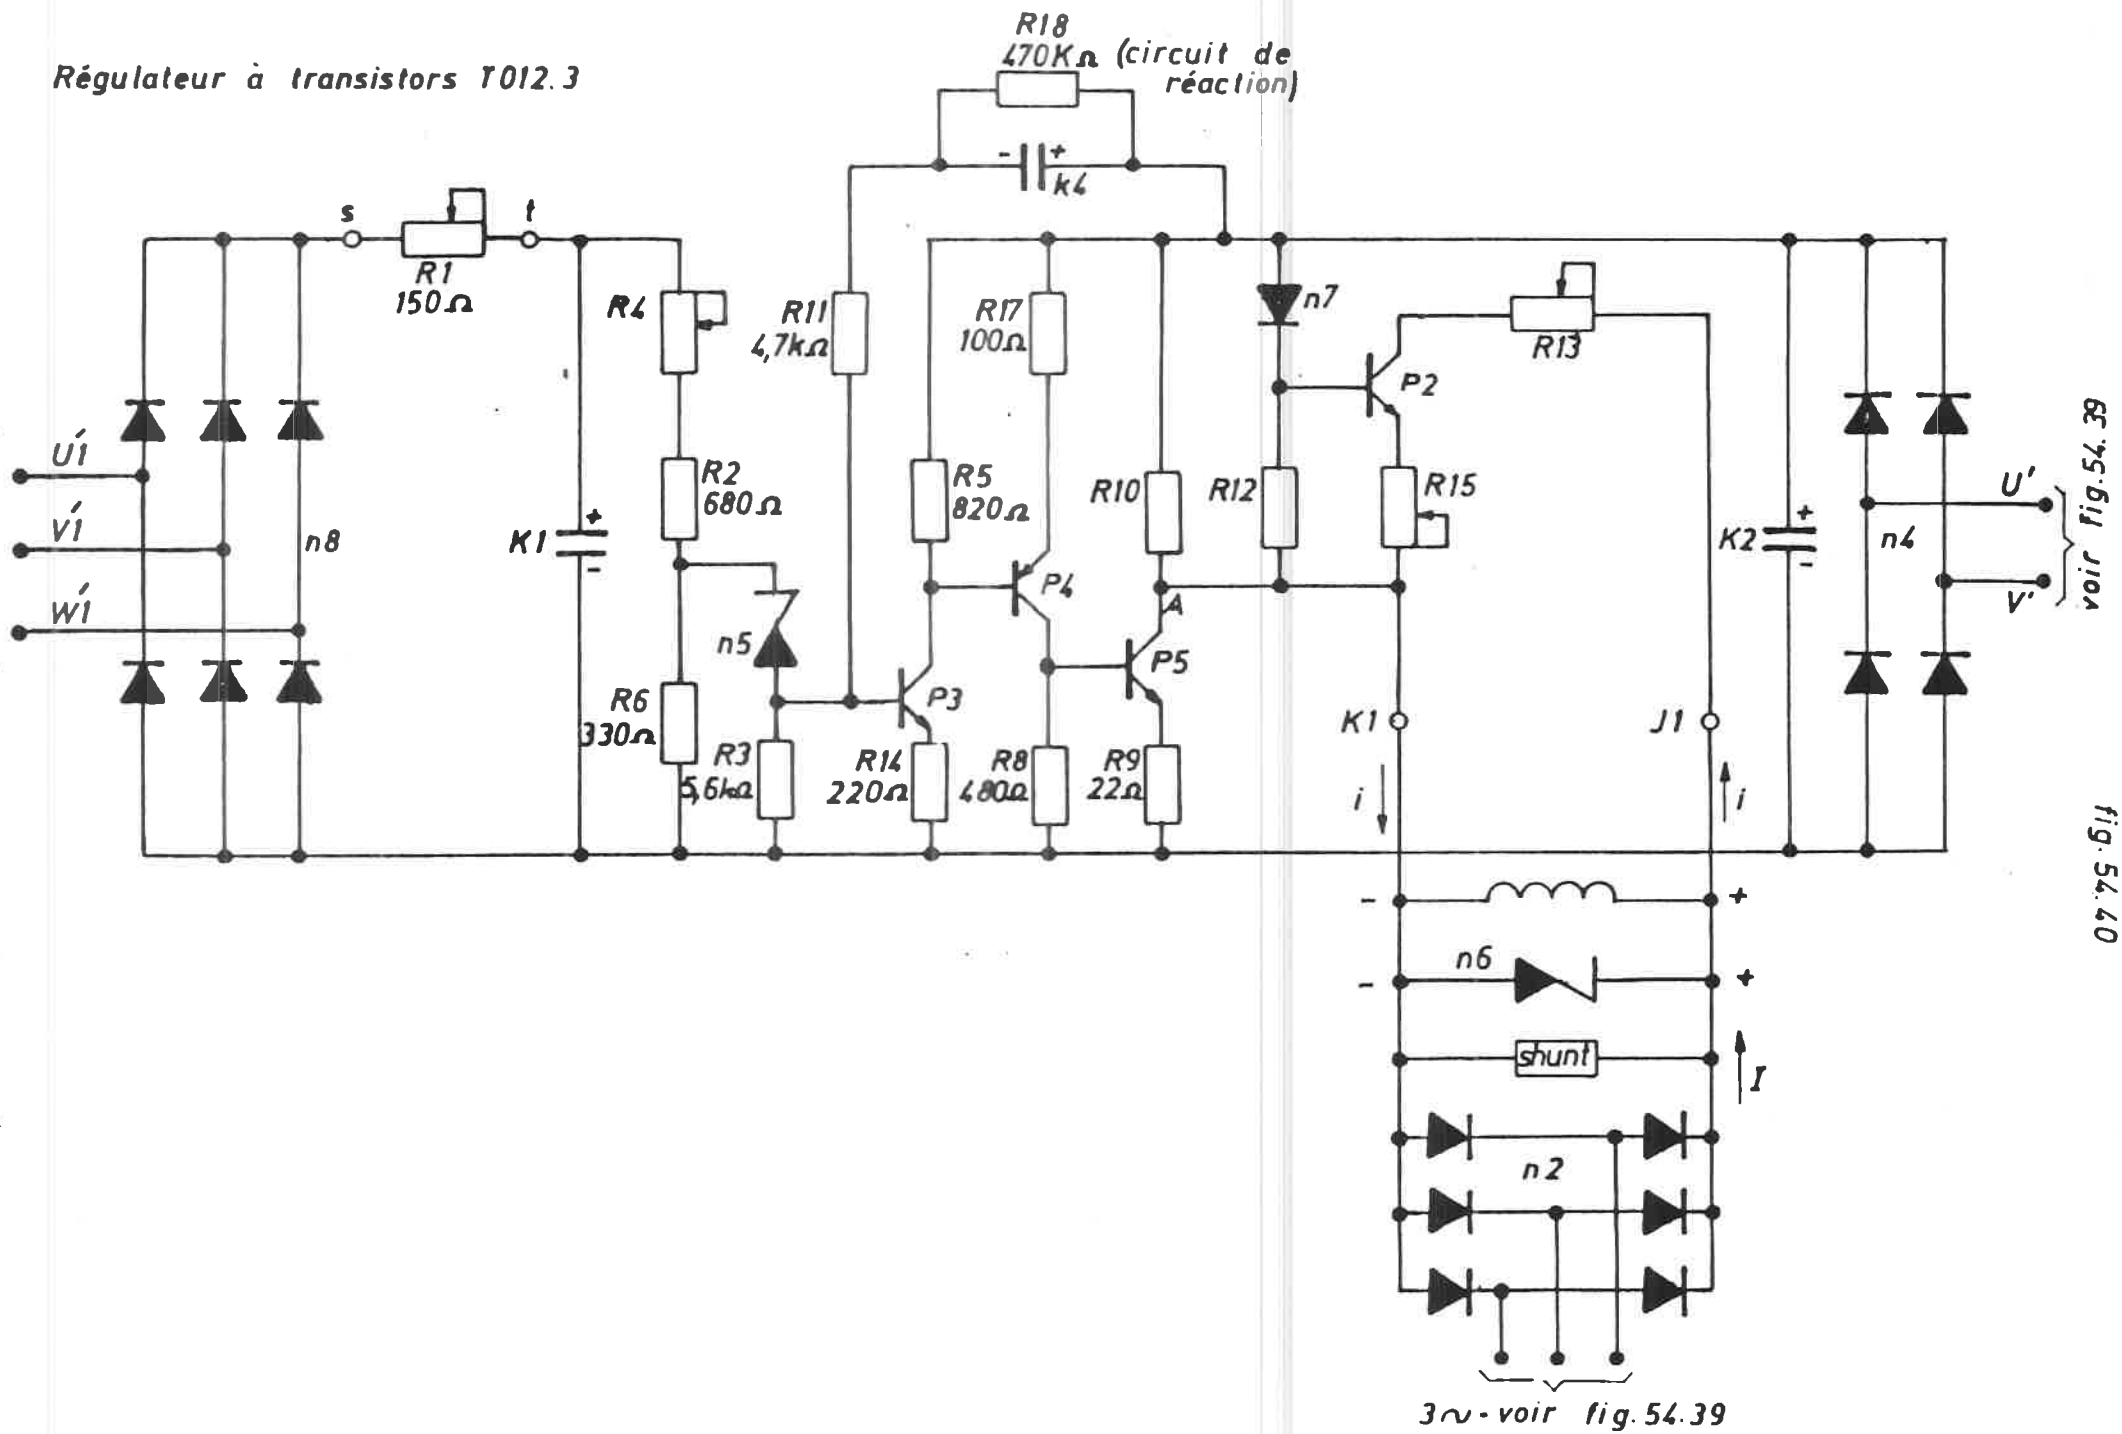 R18
470KΩ (circuit de
réaction)
Régulateur à transistors T012.3
- +
k4
s
t
R1
150Ω
R4
R11
4,7kΩ
R17
100Ω
n7
R13
P2
U'1
V'1
W'1
n8
K1
+
-
R2
680Ω
R5
820Ω
R10
R12
R15
K2
+
-
n4
U'
V'
voir fig.54.39
n5
P4
A
P3
P5
R6
330Ω
R3
5,6kΩ
R14
220Ω
R8
480Ω
R9
22Ω
K1
J1
i
i
fig. 54.40
- +
n6
- +
shunt
I
n2
3~-voir fig.54.39